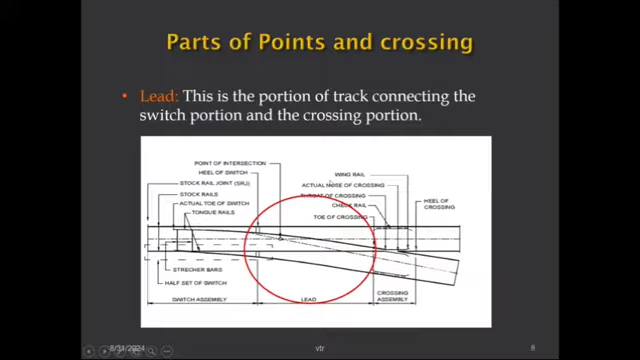 Parts of Points and crossing
• Lead: This is the portion of track connecting the
switch portion and the crossing portion.
POINT OF INTERSECTION
HEEL OF SWITCH
STOCK RAIL JOINT (SRJ)
STOCK RAILS
ACTUAL TOE OF SWITCH
TONGUE RAILS
WING RAIL
ACTUAL NOSE OF CROSSING
THROAT OF CROSSING
CHECK RAIL
TOE OF CROSSING
HEEL OF
CROSSING
STRECHER BARS
HALF SET OF SWITCH
SWITCH ASSEMBLY
LEAD
CROSSING
ASSEMBLY
8/31/2024
vtr
8